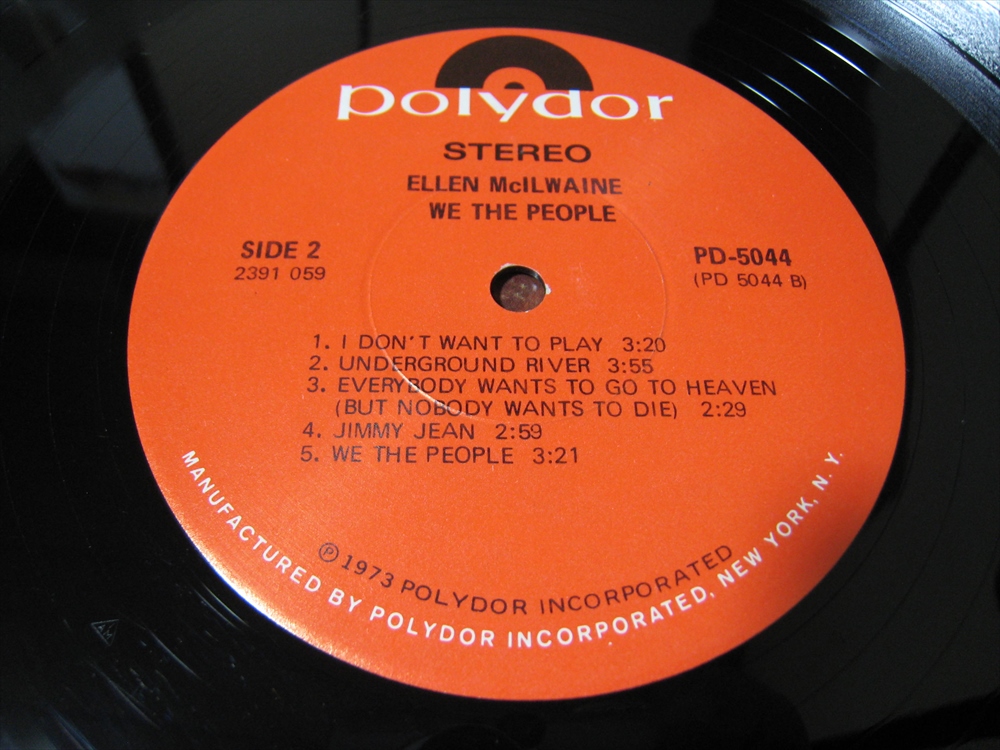 polydor
STEREO
ELLEN McILWAINE
WE THE PEOPLE
SIDE 2
2391 059
PD-5044
(PD 5044 B)
1. I DON'T WANT TO PLAY 3:20
2. UNDERGROUND RIVER 3:55
3. EVERYBODY WANTS TO GO TO HEAVEN
(BUT NOBODY WANTS TO DIE) 2:29
4. JIMMY JEAN 2:59
5. WE THE PEOPLE 3:21
℗ 1973 POLYDOR INCORPORATED
MANUFACTURED BY POLYDOR INCORPORATED, NEW YORK, N. Y.